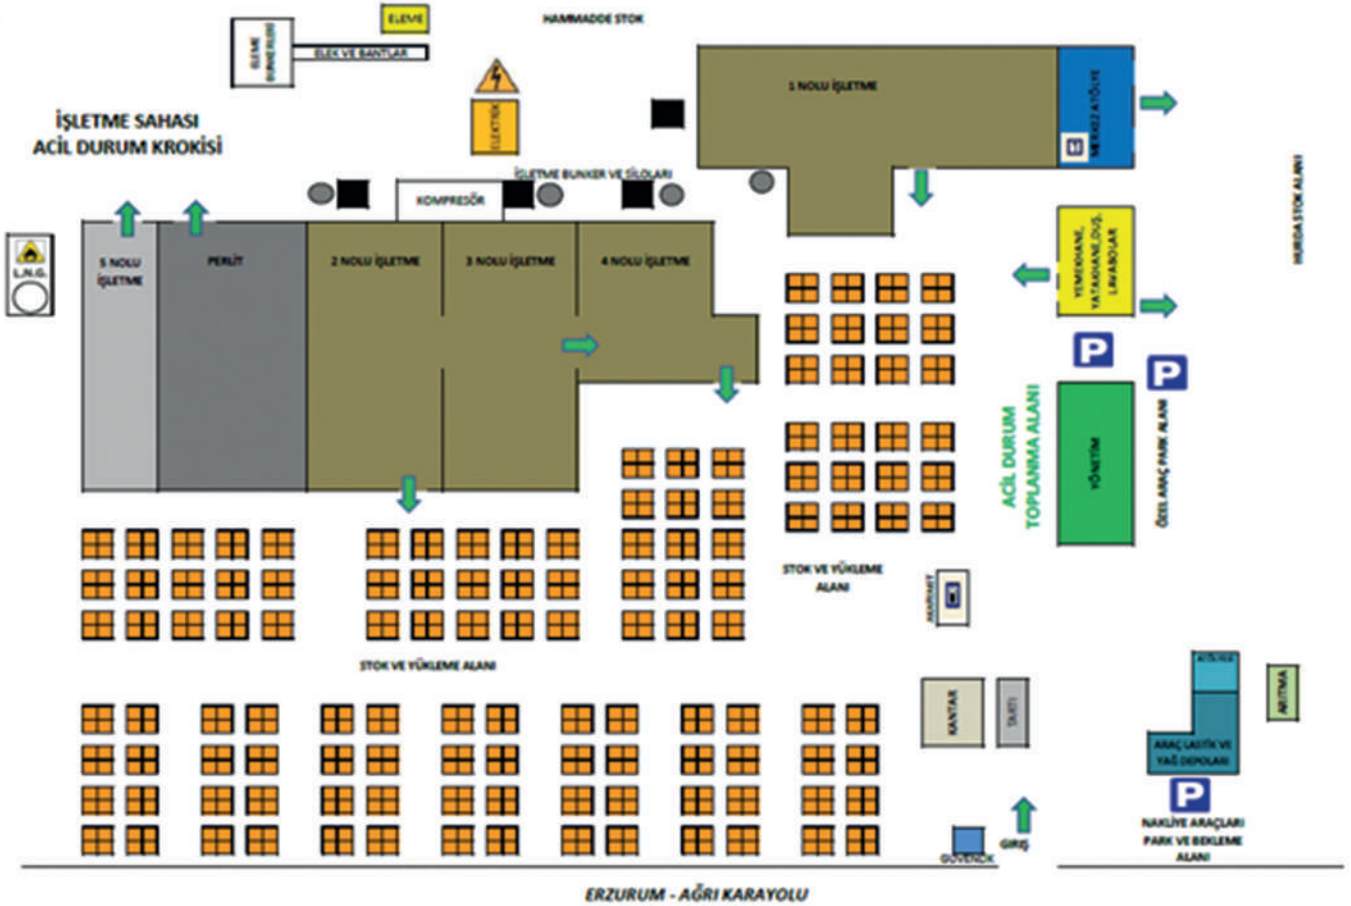 ELEME
HAMMADDE STOK
ELEME
BUNKERLERİ
ELEK VE BANTLAR
1 NOLU İŞLETME
MERKEZ ATÖLYE
İŞLETME SAHASI
ACİL DURUM KROKİSİ
ELEKTRİK
İŞLETME BUNKER VE SİLOLARI
KOMPRESÖR
HURDA STOK ALANI
L.N.G.
5 NOLU
İŞLETME
PERLİT
2 NOLU İŞLETME
3 NOLU İŞLETME
4 NOLU İŞLETME
YEMEKHANE,
YATAKHANE,DUŞ,
LAVABOLAR
P
P
ACİL DURUM
TOPLANMA ALANI
YÖNETİM
ÖZEL ARAÇ PARK ALANI
STOK VE YÜKLEME
ALANI
AKARYAKIT
STOK VE YÜKLEME ALANI
KANTAR
TARTI
ATÖLYE
ARITMA
ARAÇ LASTİK VE
YAĞ DEPOLARI
P
NAKLİYE ARAÇLARI
PARK VE BEKLEME
ALANI
GÜVENLİK
GİRİŞ
ERZURUM - AĞRI KARAYOLU